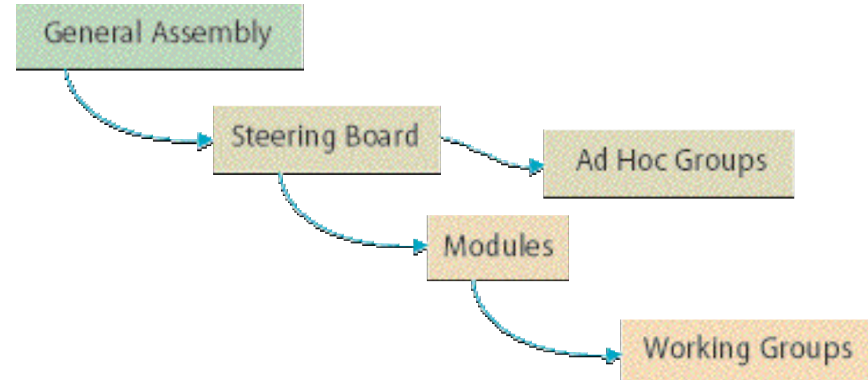 General Assembly
Steering Board
Ad Hoc Groups
Modules
Working Groups